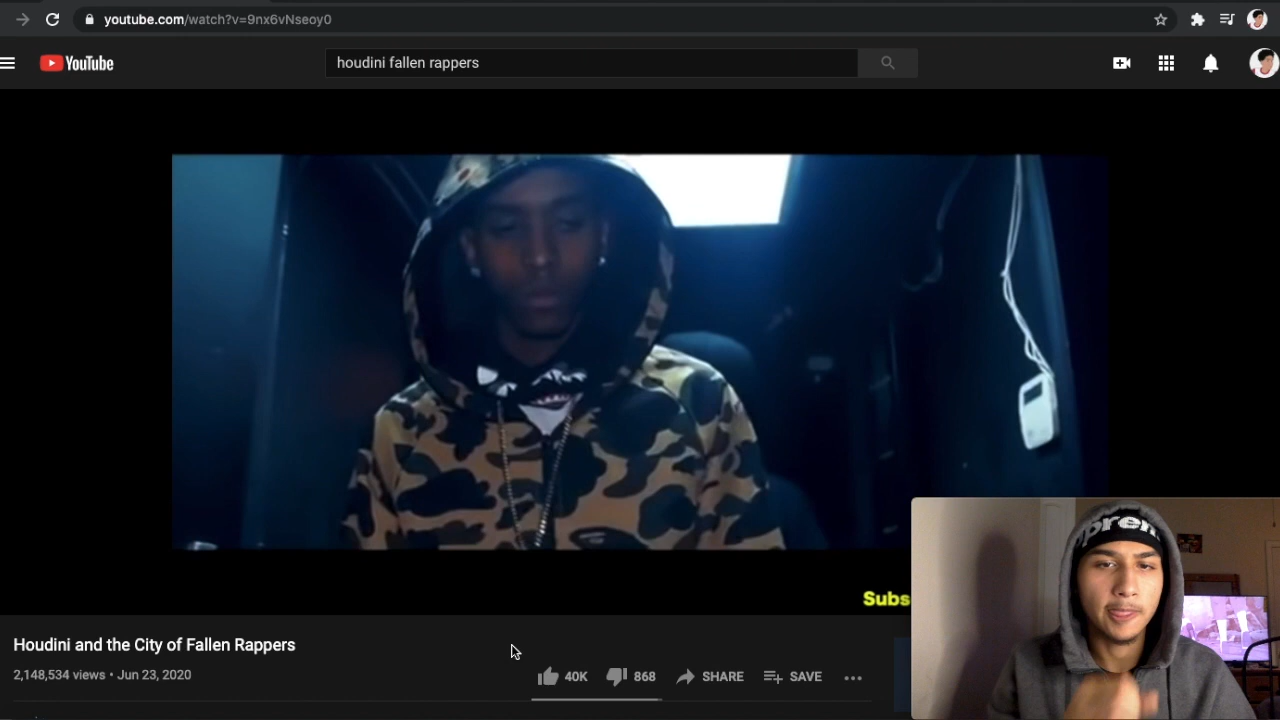 youtube.com/watch?v=9nx6vNseoy0
YouTube
houdini fallen rappers
Subs
Houdini and the City of Fallen Rappers
2,148,534 views • Jun 23, 2020
40K 868 SHARE SAVE
uprem